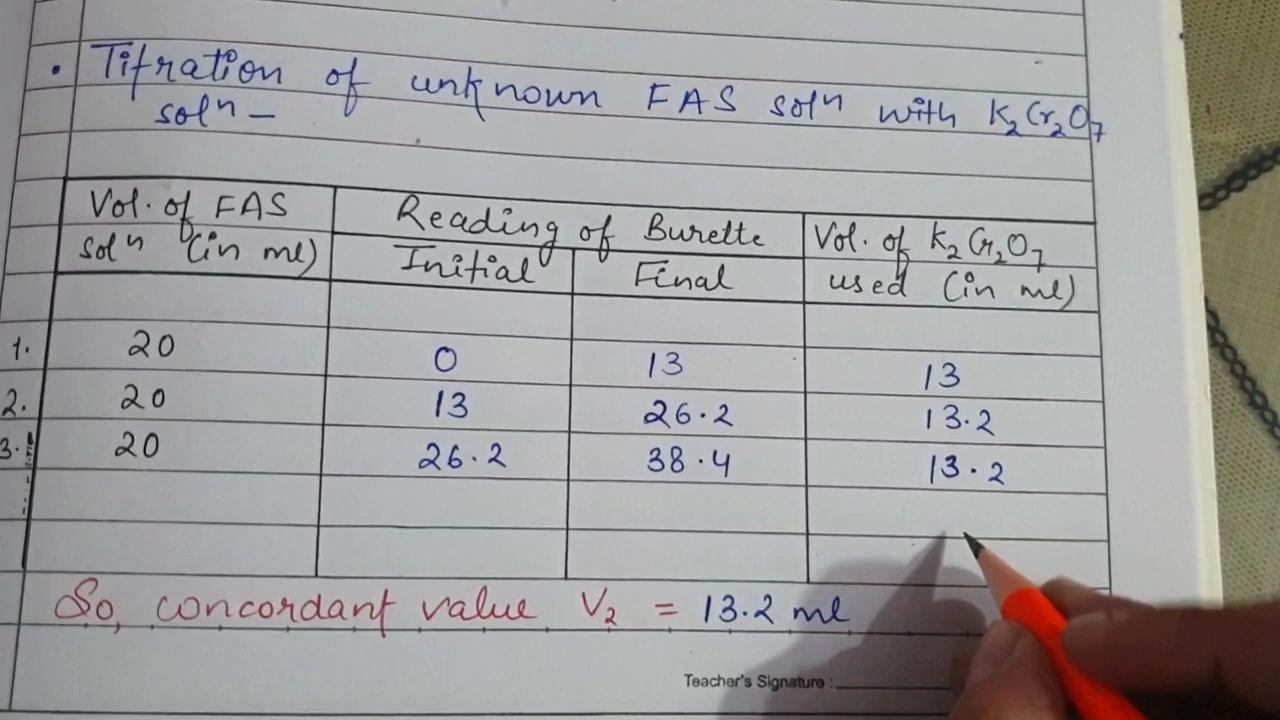 • Titration of unknown FAS solⁿ with K₂Cr₂O₇
solⁿ –
Vol. of FAS solⁿ (in ml)
Reading of Burette
Vol. of K₂Cr₂O₇ used (in ml)
Initial Final
1. 20 0 13 13
2. 20 13 26.2 13.2
3. 20 26.2 38.4 13.2
So, concordant value V₂ = 13.2 ml
Teacher's Signature :